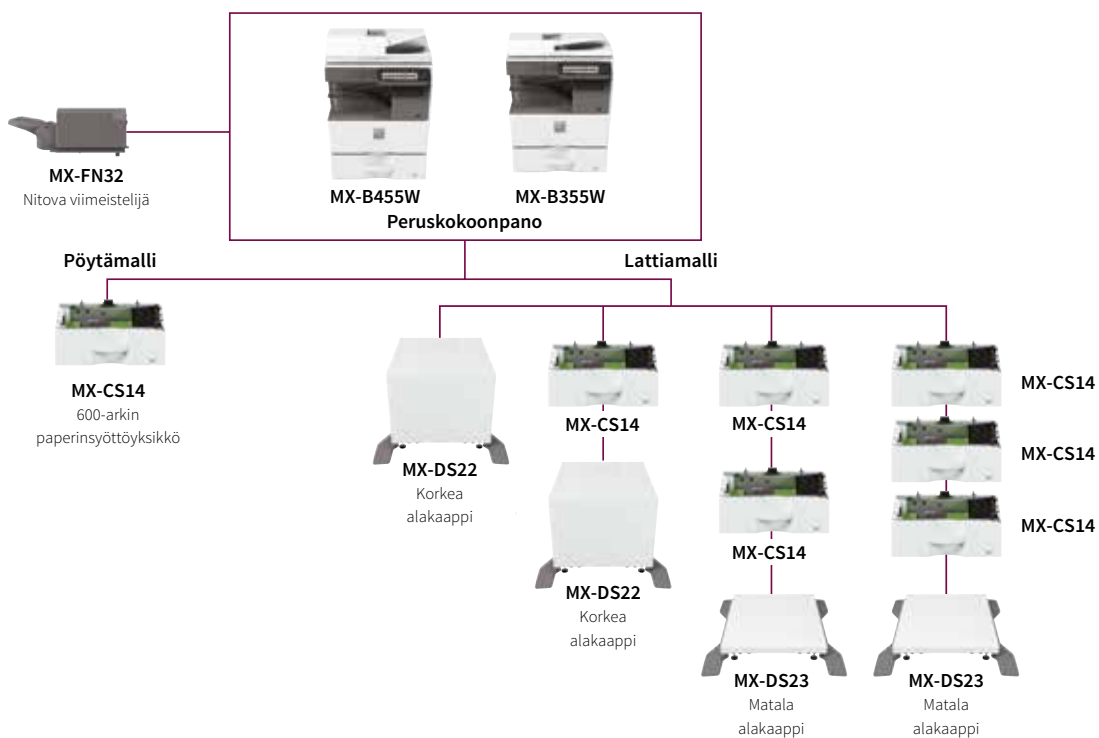 MX-FN32
Nitova viimeistelijä
MX-B455W
MX-B355W
Peruskokoonpano
Pöytämalli
Lattiamalli
MX-CS14
600-arkin
paperinsyöttöyksikkö
MX-DS22
Korkea
alakaappi
MX-CS14
MX-DS22
Korkea
alakaappi
MX-CS14
MX-CS14
MX-DS23
Matala
alakaappi
MX-CS14
MX-CS14
MX-CS14
MX-DS23
Matala
alakaappi